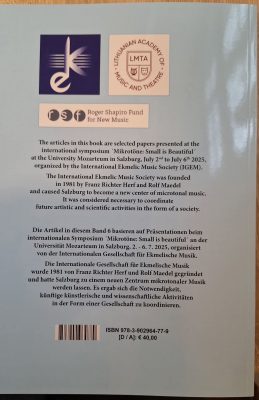 LITHUANIAN ACADEMY OF
MUSIC AND THEATRE
LMTA
rsf
Roger Shapiro Fund
for New Music
The articles in this book are selected papers presented at the
international symposium `Mikrotöne: Small is Beautiful´
at the University Mozarteum in Salzburg, July 2nd to July 6th 2025,
organized by the International Ekmelic Music Society (IGEM).
The International Ekmelic Music Society was founded
in 1981 by Franz Richter Herf and Rolf Maedel
and caused Salzburg to become a new center of microtonal music.
It was considered necessary to coordinate
future artistic and scientific activities in the form of a society.
Die Artikel in diesem Band 6 basieren auf Präsentationen beim
internationalen Symposium `Mikrotöne: Small is beautiful´ an der
Universität Mozarteum in Salzburg, 2. - 6. 7. 2025, organisiert
von der Internationalen Gesellschaft für Ekmelische Musik.
Die Internationale Gesellschaft für Ekmelische Musik
wurde 1981 von Franz Richter Herf und Rolf Maedel gegründet
und hatte Salzburg zu einem neuen Zentrum mikrotonaler Musik
werden lassen. Es ergab sich die Notwendigkeit,
künftige künstlerische und wissenschaftliche Aktivitäten
in der Form einer Gesellschaft zu koordinieren.
ISBN 978-3-902964-77-9
[D / A]: € 40,00